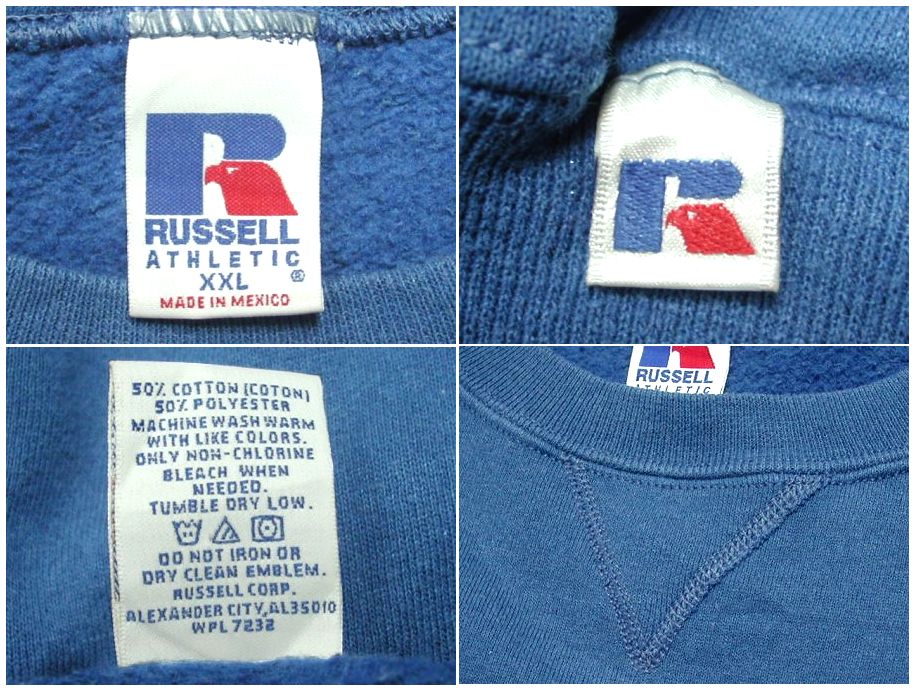 RUSSELL
ATHLETIC
XXL ®
MADE IN MEXICO
50% COTTON (COTON)
50% POLYESTER
MACHINE WASH WARM
WITH LIKE COLORS.
ONLY NON-CHLORINE
BLEACH WHEN
NEEDED.
TUMBLE DRY LOW.
DO NOT IRON OR
DRY CLEAN EMBLEM.
RUSSELL CORP.
ALEXANDER CITY,AL35010
WPL 7232
RUSSELL
ATHLETIC